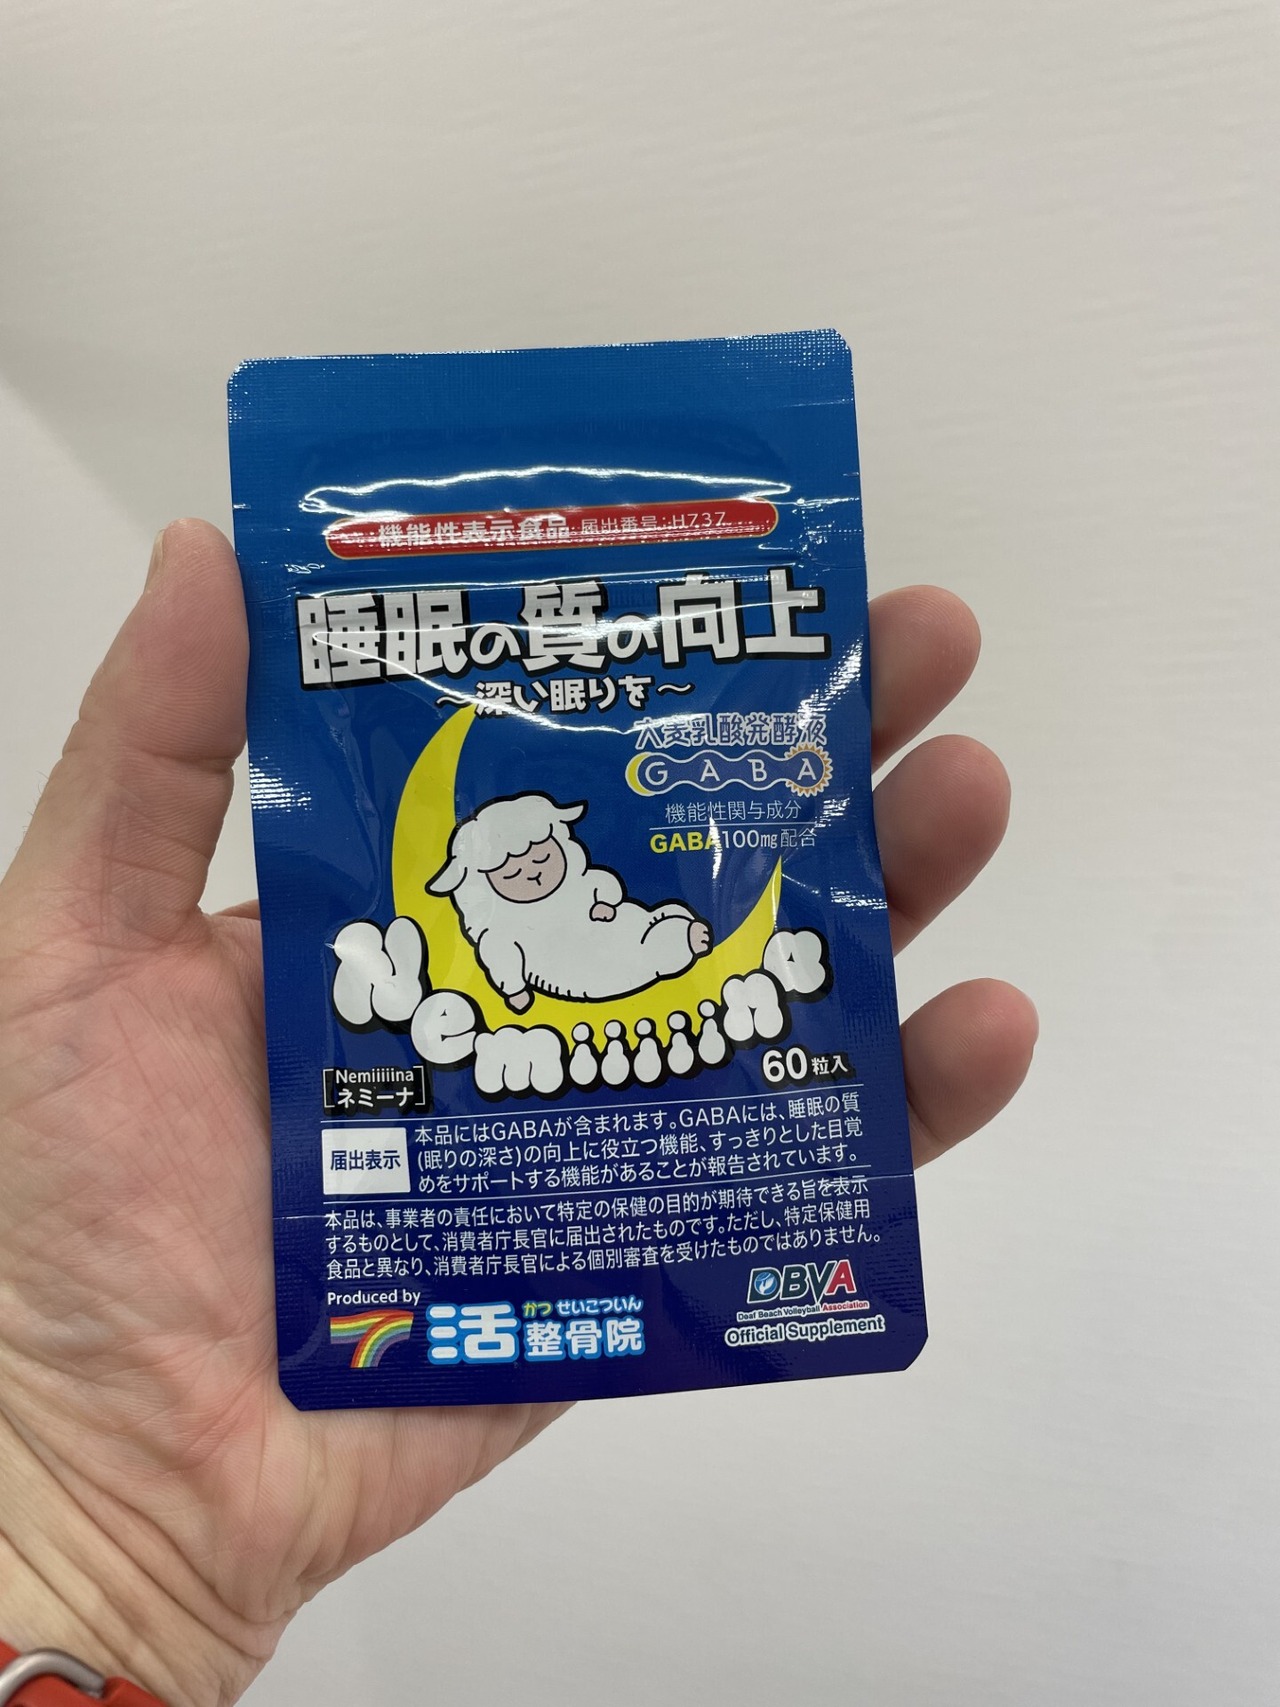 機能性表示食品 届出番号:H737
睡眠の質の向上
～深い眠りを～
大麦乳酸発酵液
GABA
機能性関与成分
GABA100mg配合
Nemiiiiina
60粒入
[Nemiiiiina
ネミーナ]
届出表示
本品にはGABAが含まれます。GABAには、睡眠の質
(眠りの深さ)の向上に役立つ機能、すっきりとした目覚
めをサポートする機能があることが報告されています。
本品は、事業者の責任において特定の保健の目的が期待できる旨を表示
するものとして、消費者庁長官に届出されたものです。ただし、特定保健用
食品と異なり、消費者庁長官による個別審査を受けたものではありません。
Produced by
かつ せいこついん
活整骨院
DBVA
Deaf Beach Volleyball Association
Official Supplement